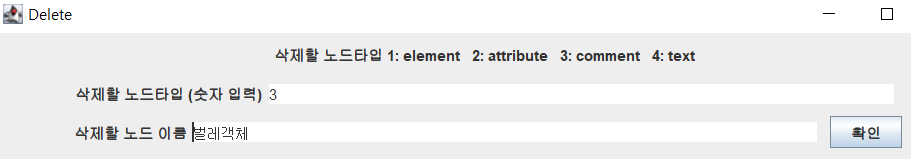 Delete
삭제할 노드타입 1: element 2: attribute 3: comment 4: text
삭제할 노드타입 (숫자 입력) 3
삭제할 노드 이름 벌레객체 확인